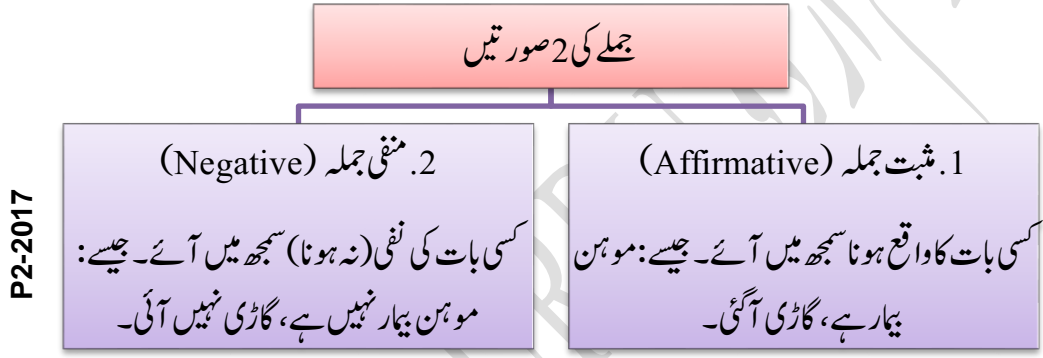 جملے کی 2 صورتیں
1. مثبت جملہ (Affirmative)
کسی بات کا واقع ہونا سمجھ میں آئے۔ جیسے: موہن
بیمار ہے، گاڑی آگئی۔
2. منفی جملہ (Negative)
کسی بات کی نفی (نہ ہونا) سمجھ میں آئے۔ جیسے:
موہن بیمار نہیں ہے، گاڑی نہیں آئی۔
P2-2017